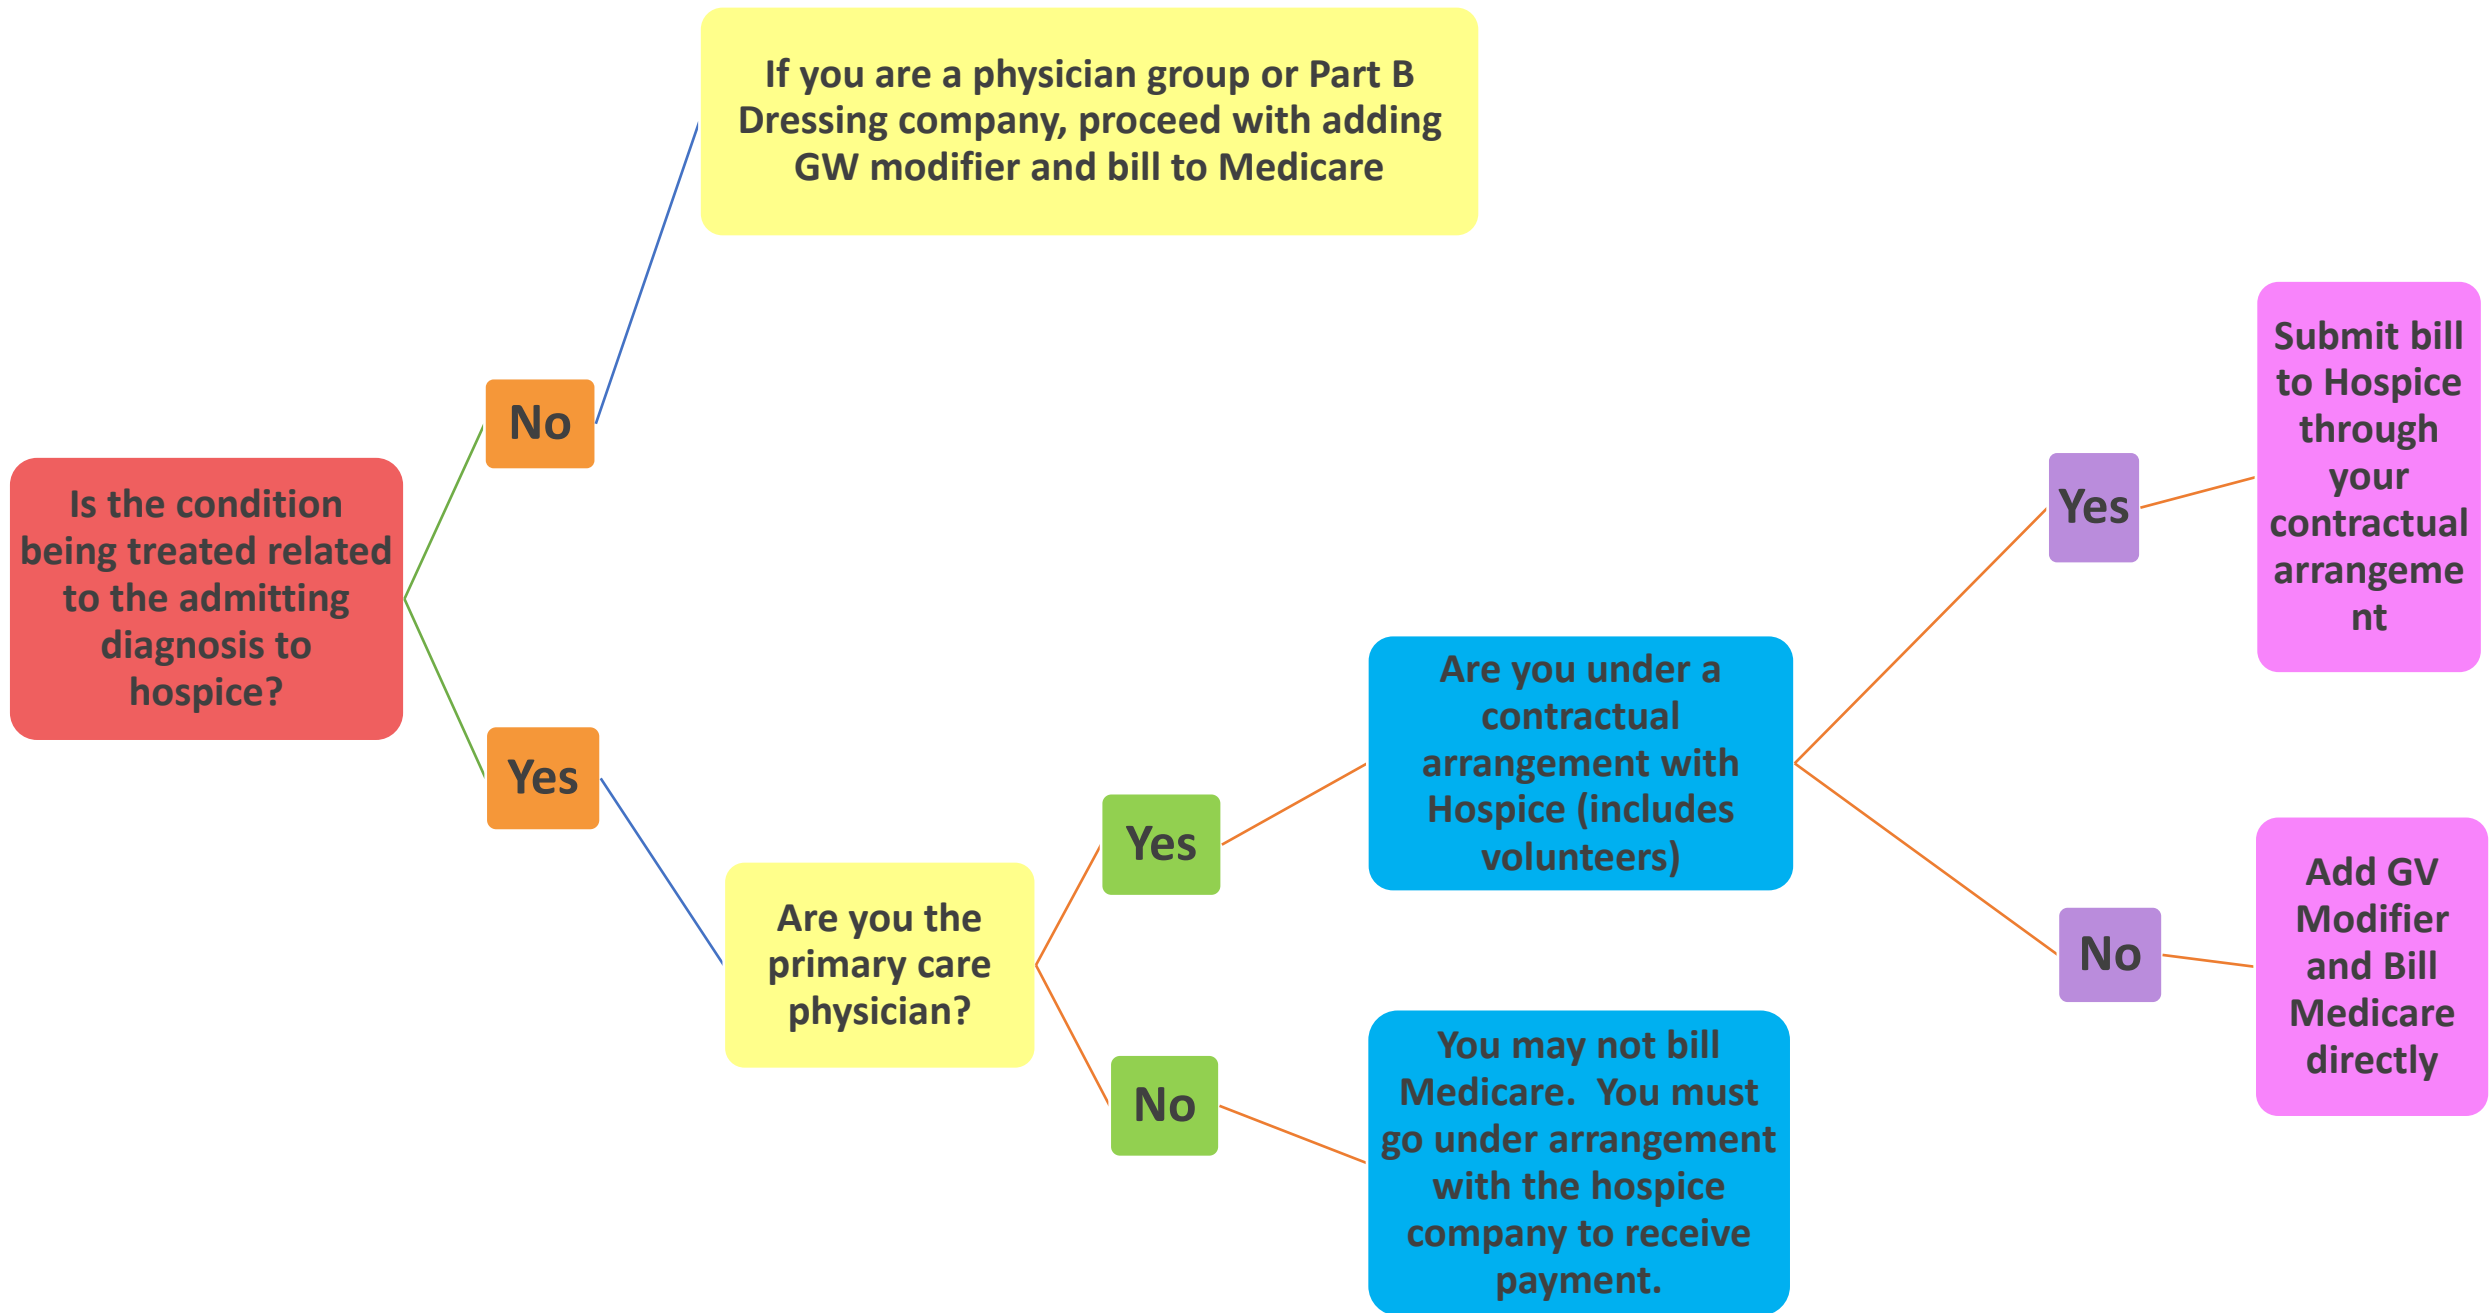 If you are a physician group or Part B
Dressing company, proceed with adding
GW modifier and bill to Medicare
No
Is the condition
being treated related
to the admitting
diagnosis to
hospice?
Yes
Are you the
primary care
physician?
Yes
Are you under a
contractual
arrangement with
Hospice (includes
volunteers)
Yes
Submit bill
to Hospice
through
your
contractual
arrangeme
nt
No
Add GV
Modifier
and Bill
Medicare
directly
No
You may not bill
Medicare.  You must
go under arrangement
with the hospice
company to receive
payment.